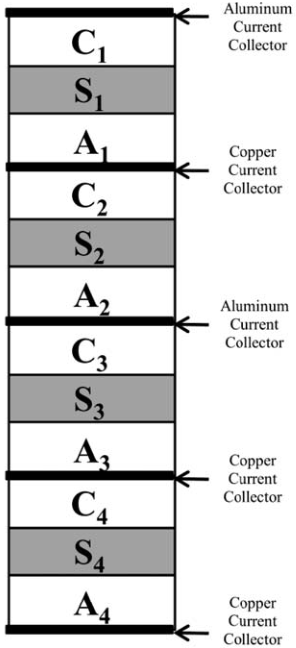 Aluminum
Current
Collector
C₁
S₁
A₁
Copper
Current
Collector
C₂
S₂
A₂
Aluminum
Current
Collector
C₃
S₃
A₃
Copper
Current
Collector
C₄
S₄
A₄
Copper
Current
Collector